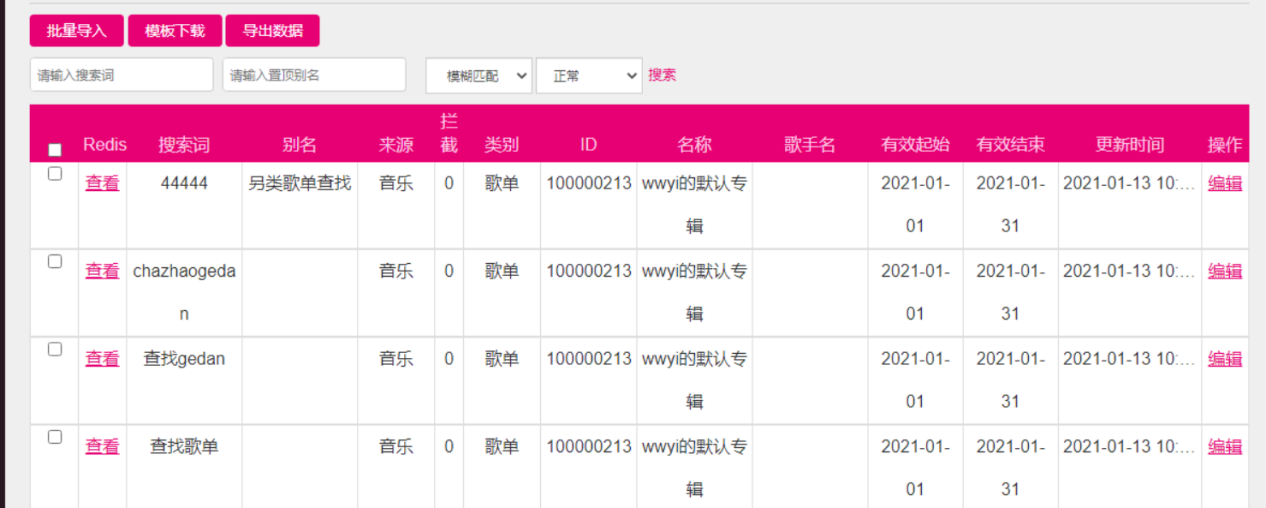 批量导入 模板下载 导出数据
请输入搜索词 请输入置顶别名 模糊匹配 正常 搜索
Redis 搜索词 别名 来源 拦截 类别 ID 名称 歌手名 有效起始 有效结束 更新时间 操作
查看 44444 另类歌单查找 音乐 0 歌单 100000213 wwyi的默认专 2021-01- 2021-01- 2021-01-13 10:... 编辑
辑 01 31
查看 chazhaogeda 音乐 0 歌单 100000213 wwyi的默认专 2021-01- 2021-01- 2021-01-13 10:... 编辑
n 辑 01 31
查看 查找gedan 音乐 0 歌单 100000213 wwyi的默认专 2021-01- 2021-01- 2021-01-13 10:... 编辑
辑 01 31
查看 查找歌单 音乐 0 歌单 100000213 wwyi的默认专 2021-01- 2021-01- 2021-01-13 10:... 编辑
辑 01 31